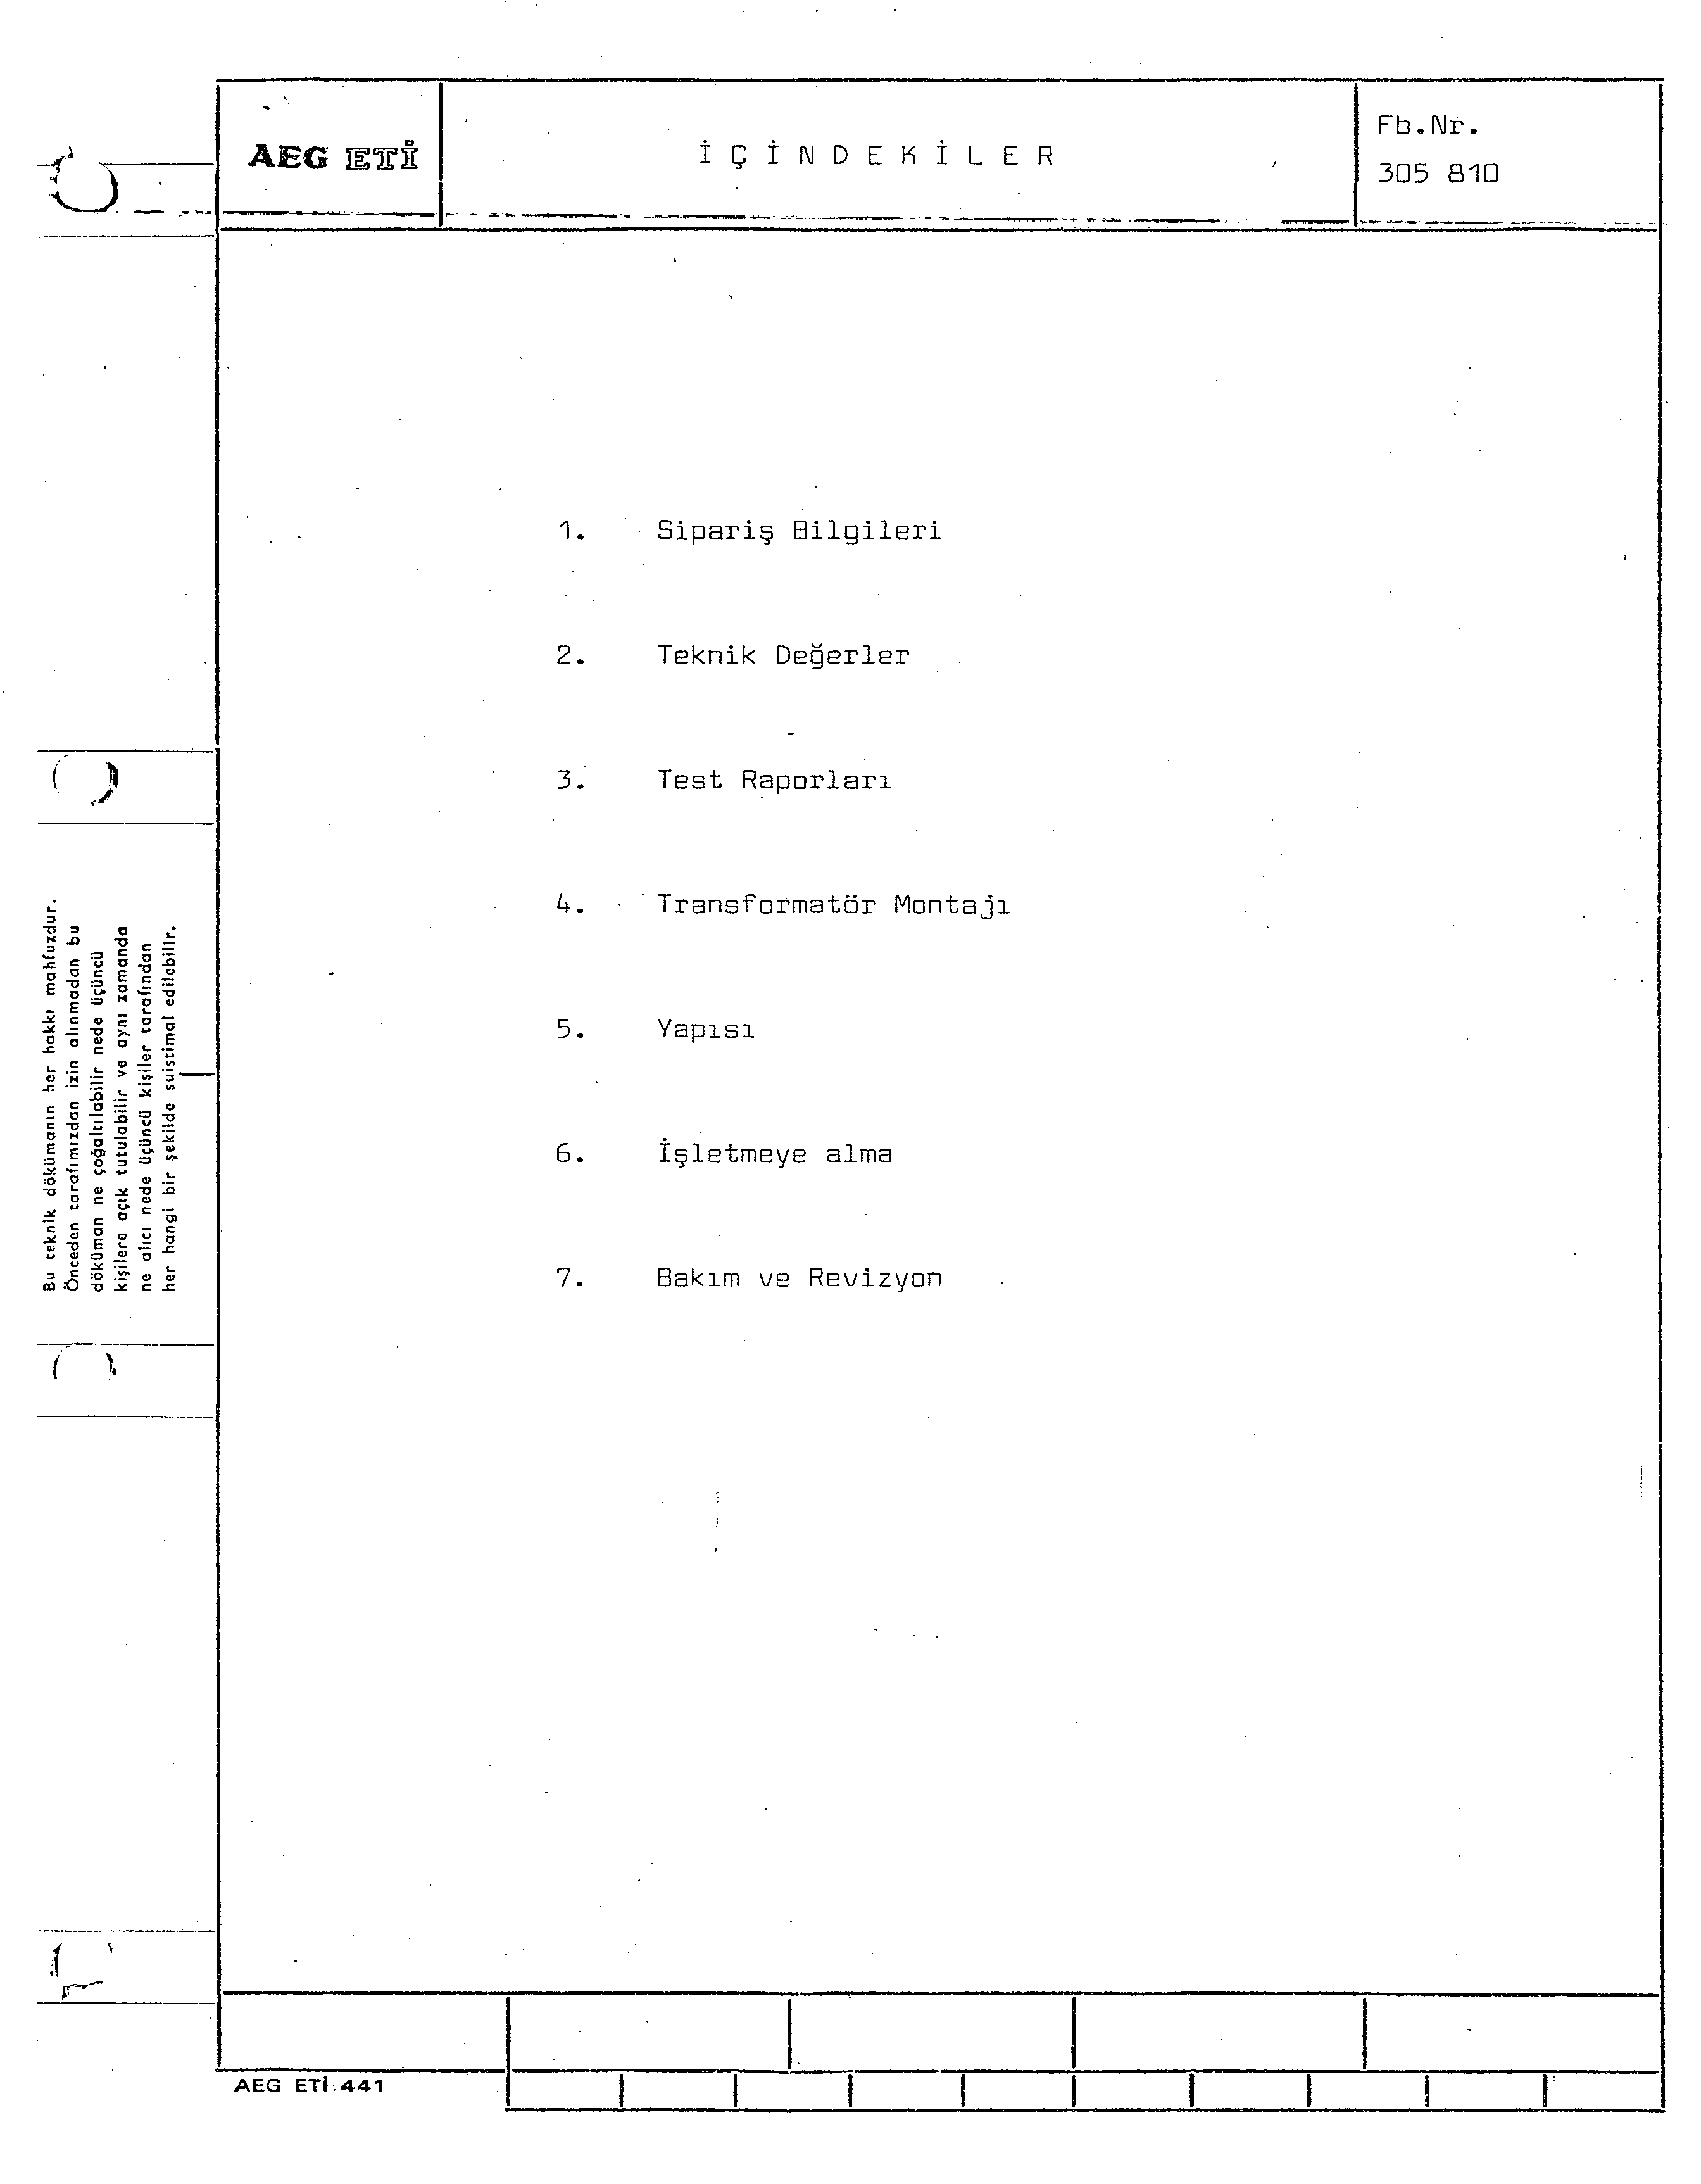 AEG ETİ
İÇİNDEKİLER
Fb.Nr.
305 810
1. Sipariş Bilgileri
2. Teknik Değerler
3. Test Raporları
4. Transformatör Montajı
5. Yapısı
6. İşletmeye alma
7. Bakım ve Revizyon
Bu teknik dökümanın her hakkı mahfuzdur.
Önceden tarafımızdan izin alınmadan bu
döküman ne çoğaltılabilir nede üçüncü
kişilere açık tutulabilir ve aynı zamanda
ne alıcı nede üçüncü kişiler tarafından
her hangi bir şekilde suistimal edilebilir.
AEG ETİ:441